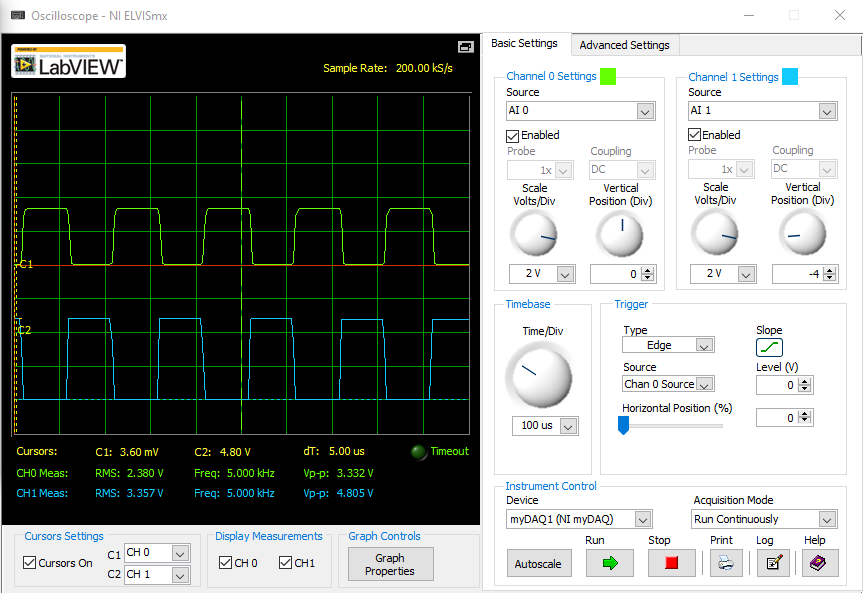 Oscilloscope - NI ELVISmx
POWERED BY
NATIONAL INSTRUMENTS
LabVIEW™
Sample Rate: 200.00 kS/s
C1
C2
Cursors: C1: 3.60 mV C2: 4.80 V dT: 5.00 us Timeout
CH0 Meas: RMS: 2.380 V Freq: 5.000 kHz Vp-p: 3.332 V
CH1 Meas: RMS: 3.357 V Freq: 5.000 kHz Vp-p: 4.805 V
Cursors Settings
Cursors On
C1 CH 0
C2 CH 1
Display Measurements
CH 0 CH1
Graph Controls
Graph
Properties
Basic Settings Advanced Settings
Channel 0 Settings
Source
AI 0
Enabled
Probe Coupling
1x DC
Scale
Volts/Div
Vertical
Position (Div)
2 V 0
Channel 1 Settings
Source
AI 1
Enabled
Probe Coupling
1x DC
Scale
Volts/Div
Vertical
Position (Div)
2 V -4
Timebase
Time/Div
100 us
Trigger
Type
Edge
Slope
Source
Chan 0 Source
Level (V)
0
Horizontal Position (%)
0
Instrument Control
Device
myDAQ1 (NI myDAQ)
Acquisition Mode
Run Continuously
Run Stop Print Log Help
Autoscale